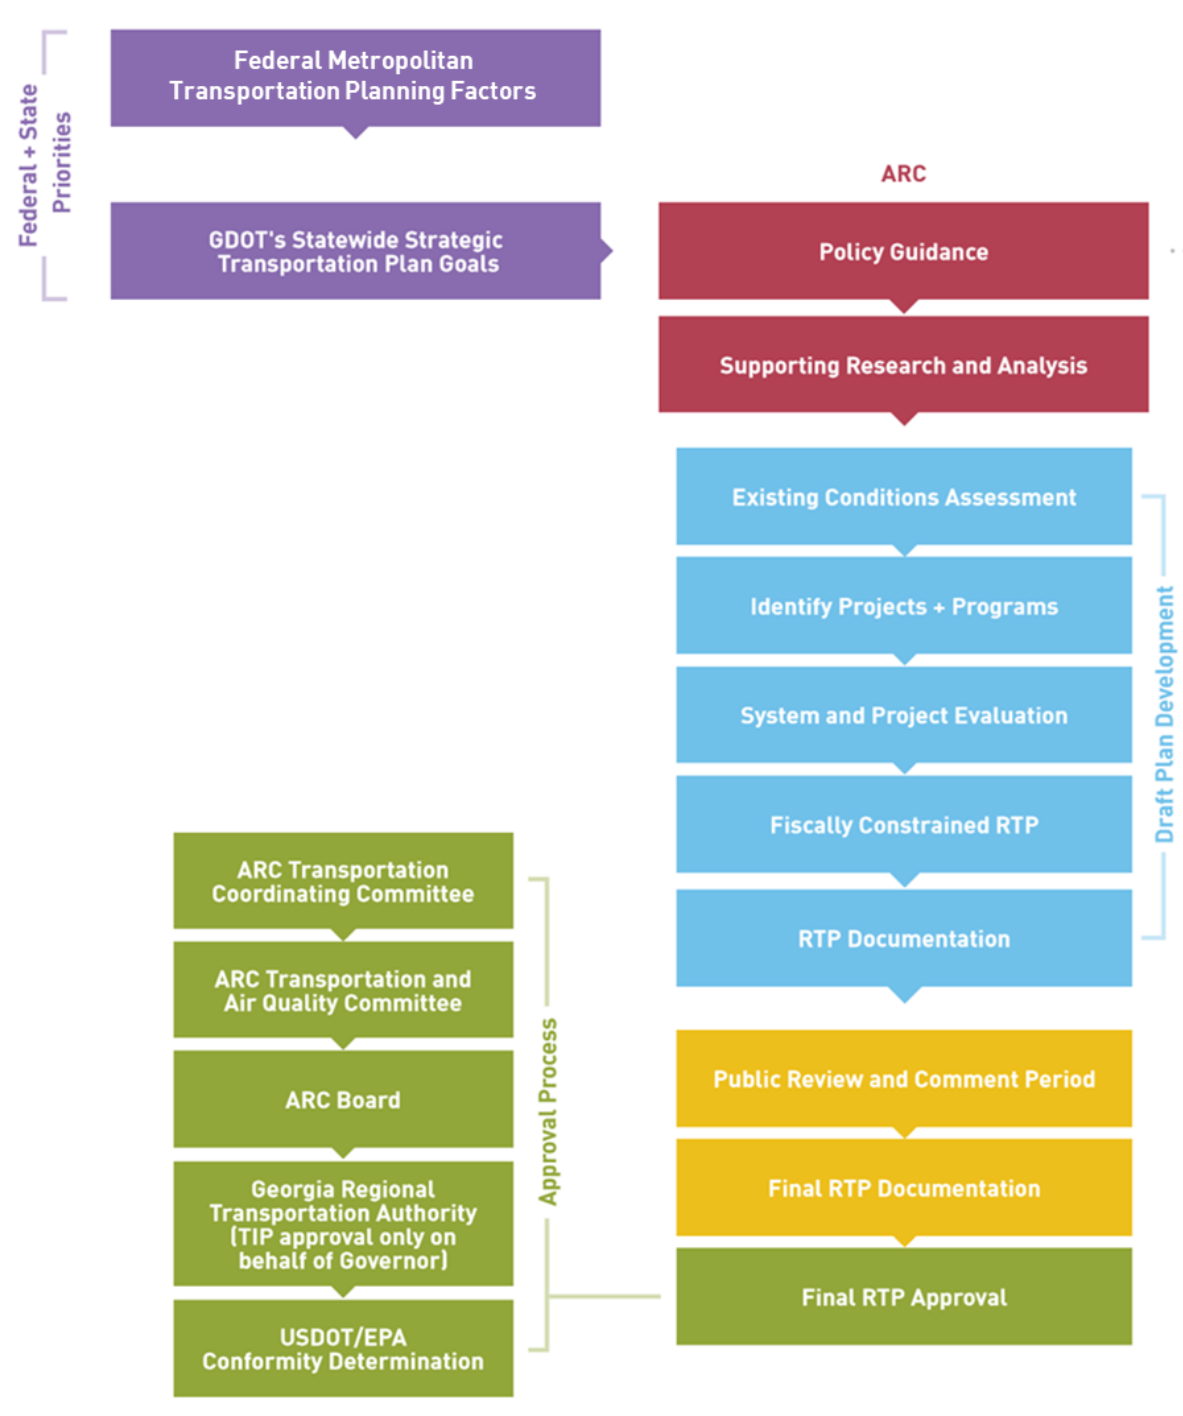 Federal + State
Priorities
Federal Metropolitan
Transportation Planning Factors
GDOT's Statewide Strategic
Transportation Plan Goals
ARC
Policy Guidance
Supporting Research and Analysis
Existing Conditions Assessment
Identify Projects + Programs
System and Project Evaluation
Fiscally Constrained RTP
RTP Documentation
Draft Plan Development
Public Review and Comment Period
Final RTP Documentation
Final RTP Approval
Approval Process
ARC Transportation
Coordinating Committee
ARC Transportation and
Air Quality Committee
ARC Board
Georgia Regional
Transportation Authority
(TIP approval only on
behalf of Governor)
USDOT/EPA
Conformity Determination